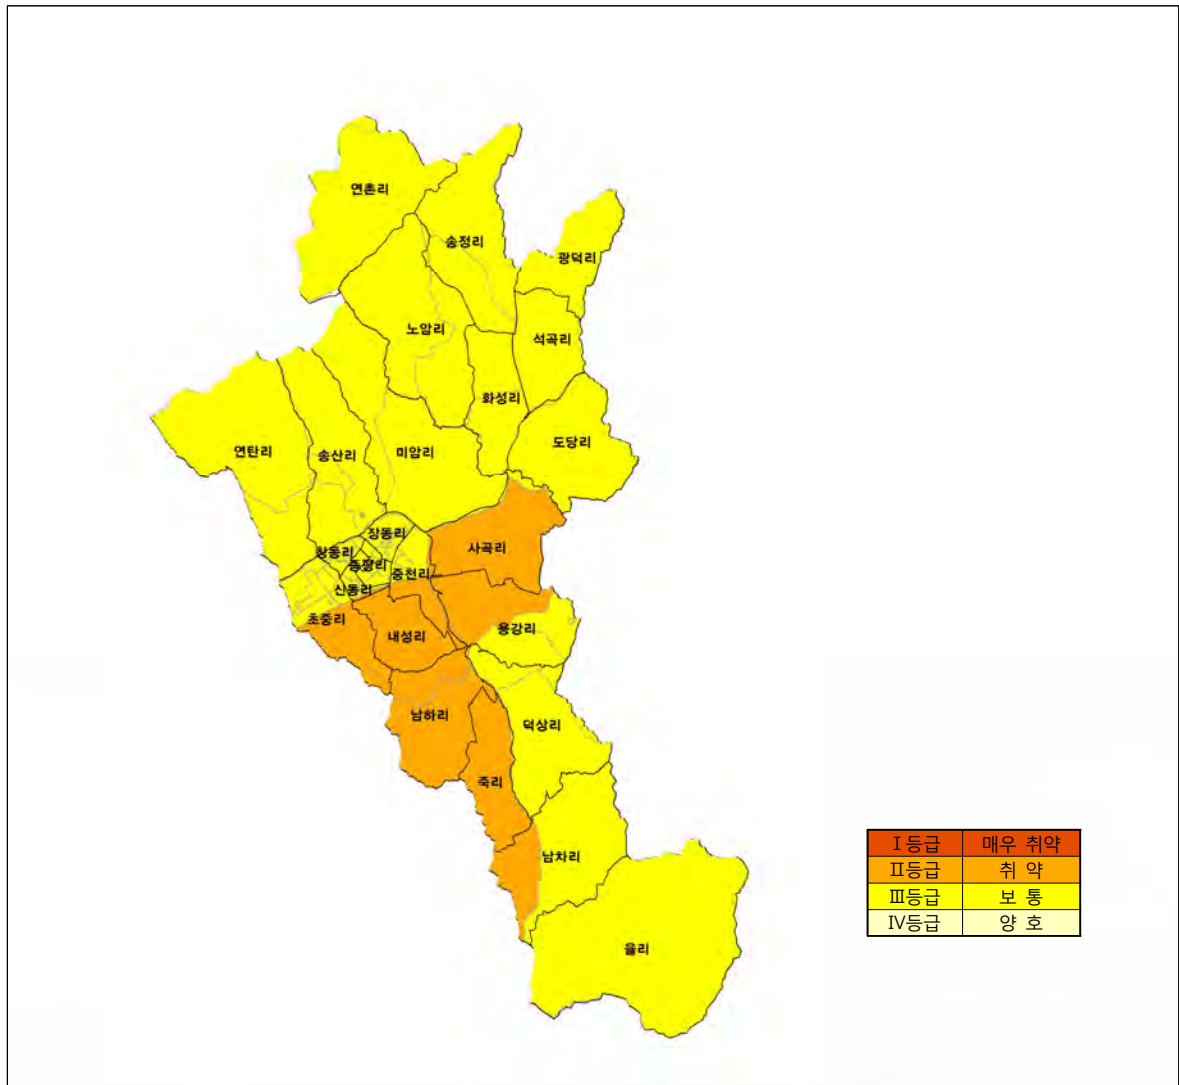 연촌리
송정리
광덕리
노암리
석곡리
화성리
도당리
연탄리
송산리
미암리
장동리
사곡리
창동리
증평리
중천리
신동리
초중리
용강리
내성리
남하리
덕상리
죽리
남차리
율리
Ⅰ등급 매우 취약
Ⅱ등급 취 약
Ⅲ등급 보 통
Ⅳ등급 양 호